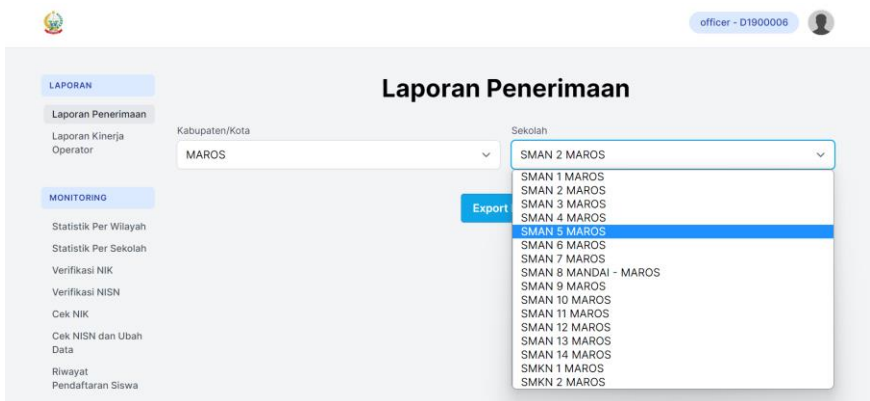 officer - D1900006
LAPORAN
Laporan Penerimaan
Laporan Kinerja
Operator
MONITORING
Statistik Per Wilayah
Statistik Per Sekolah
Verifikasi NIK
Verifikasi NISN
Cek NIK
Cek NISN dan Ubah
Data
Riwayat
Pendaftaran Siswa
Laporan Penerimaan
Kabupaten/Kota
MAROS
Sekolah
SMAN 2 MAROS
Export
SMAN 1 MAROS
SMAN 2 MAROS
SMAN 3 MAROS
SMAN 4 MAROS
SMAN 5 MAROS
SMAN 6 MAROS
SMAN 7 MAROS
SMAN 8 MANDAI - MAROS
SMAN 9 MAROS
SMAN 10 MAROS
SMAN 11 MAROS
SMAN 12 MAROS
SMAN 13 MAROS
SMAN 14 MAROS
SMKN 1 MAROS
SMKN 2 MAROS